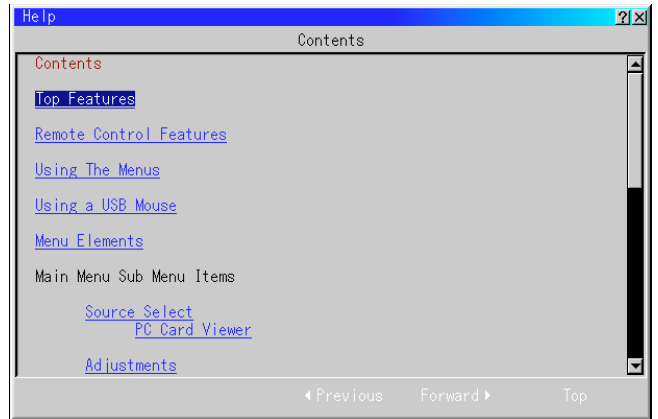 Help
Contents
Contents
Top Features
Remote Control Features
Using The Menus
Using a USB Mouse
Menu Elements
Main Menu Sub Menu Items
Source Select
PC Card Viewer
Adjustments
Previous Forward Top